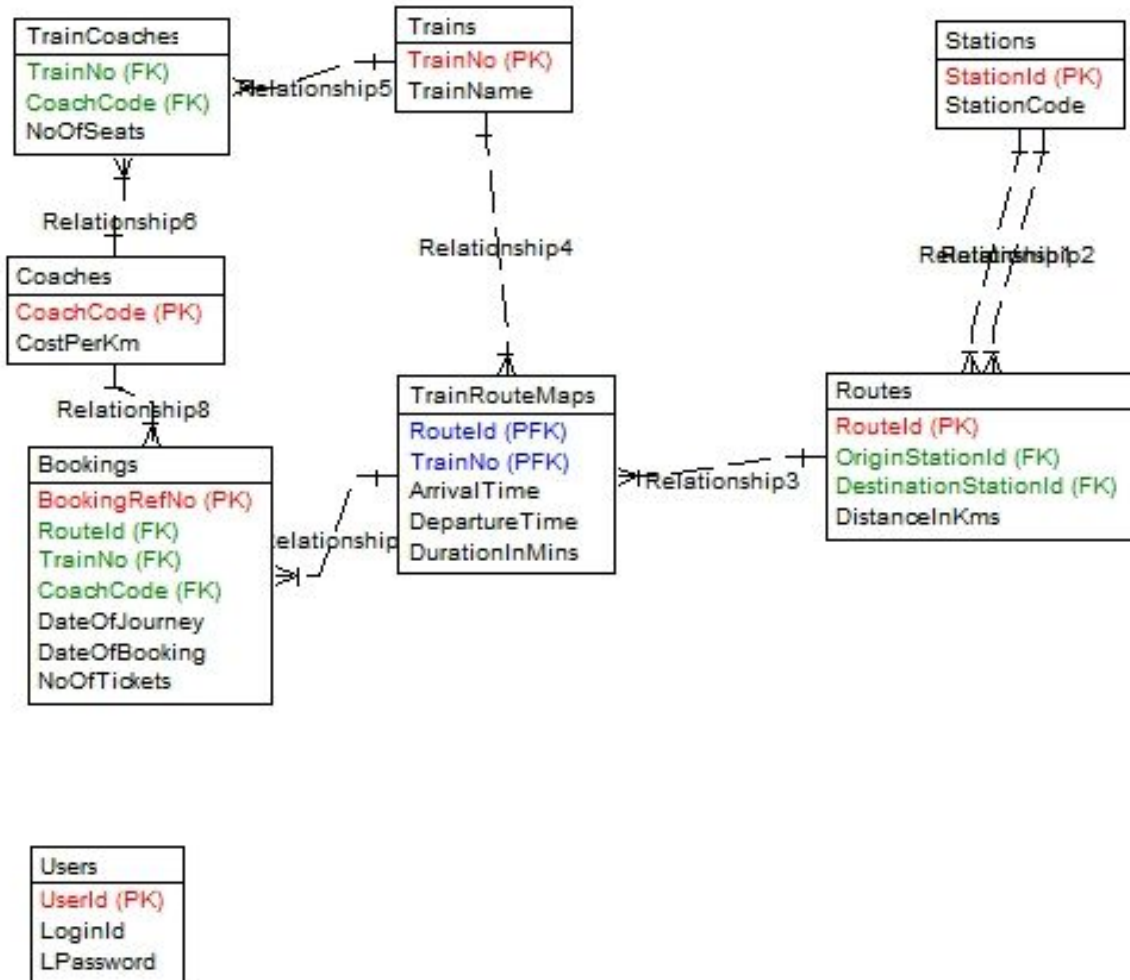 TrainCoaches
TrainNo (FK)
CoachCode (FK)
NoOfSeats
Relationship5
Trains
TrainNo (PK)
TrainName
Stations
StationId (PK)
StationCode
Relationship6
Relationship4
Relationship2
Coaches
CoachCode (PK)
CostPerKm
Relationship8
TrainRouteMaps
RouteId (PFK)
TrainNo (PFK)
ArrivalTime
DepartureTime
DurationInMins
Relationship3
Routes
RouteId (PK)
OriginStationId (FK)
DestinationStationId (FK)
DistanceInKms
Bookings
BookingRefNo (PK)
RouteId (FK)
TrainNo (FK)
CoachCode (FK)
DateOfJourney
DateOfBooking
NoOfTickets
elationship
Users
UserId (PK)
LoginId
LPassword